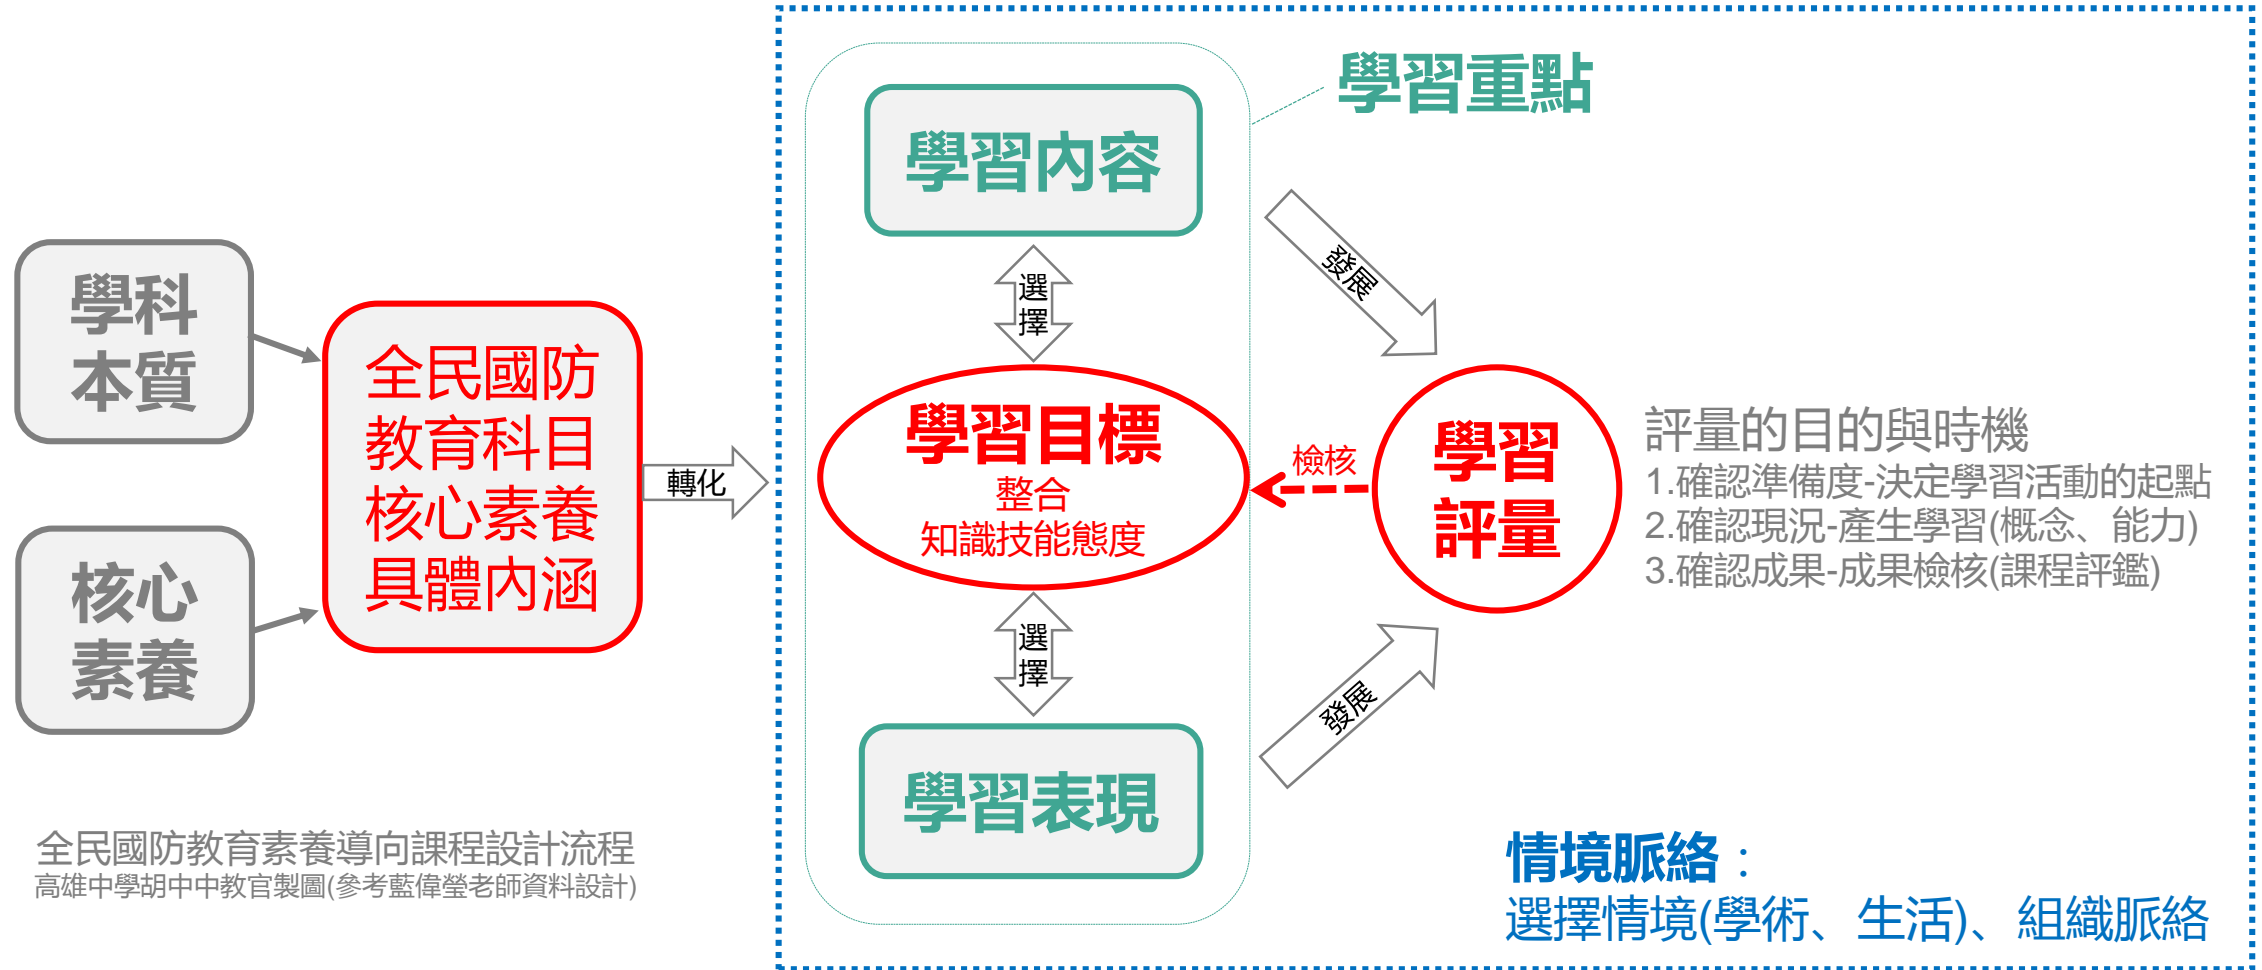 學科
本質
核心
素養
全民國防
教育科目
核心素養
具體內涵
轉化
學習重點
學習內容
選
擇
學習目標
整合
知識技能態度
選
擇
學習表現
發展
檢核
學習
評量
發展
評量的目的與時機
1.確認準備度-決定學習活動的起點
2.確認現況-產生學習(概念、能力)
3.確認成果-成果檢核(課程評鑑)
情境脈絡：
選擇情境(學術、生活)、組織脈絡
全民國防教育素養導向課程設計流程
高雄中學胡中中教官製圖(參考藍偉瑩老師資料設計)